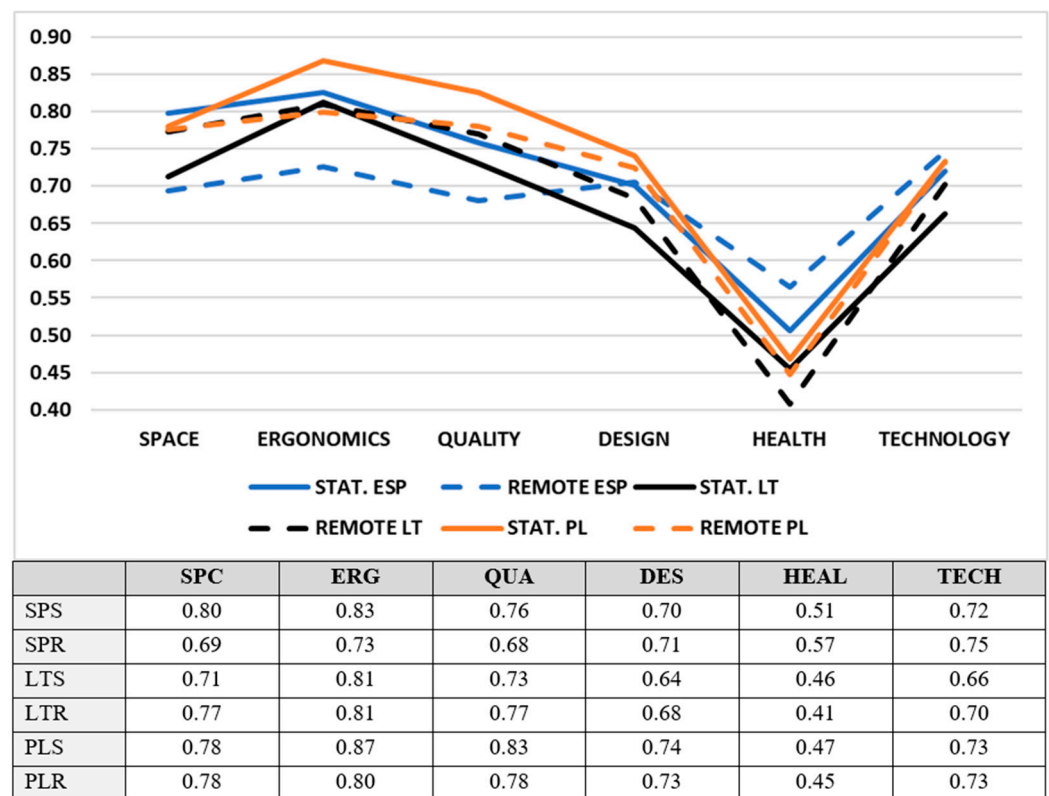 0.90
0.85
0.80
0.75
0.70
0.65
0.60
0.55
0.50
0.45
0.40
SPACE ERGONOMICS QUALITY DESIGN HEALTH TECHNOLOGY
STAT. ESP REMOTE ESP STAT. LT
REMOTE LT STAT. PL REMOTE PL
SPC ERG QUA DES HEAL TECH
SPS 0.80 0.83 0.76 0.70 0.51 0.72
SPR 0.69 0.73 0.68 0.71 0.57 0.75
LTS 0.71 0.81 0.73 0.64 0.46 0.66
LTR 0.77 0.81 0.77 0.68 0.41 0.70
PLS 0.78 0.87 0.83 0.74 0.47 0.73
PLR 0.78 0.80 0.78 0.73 0.45 0.73